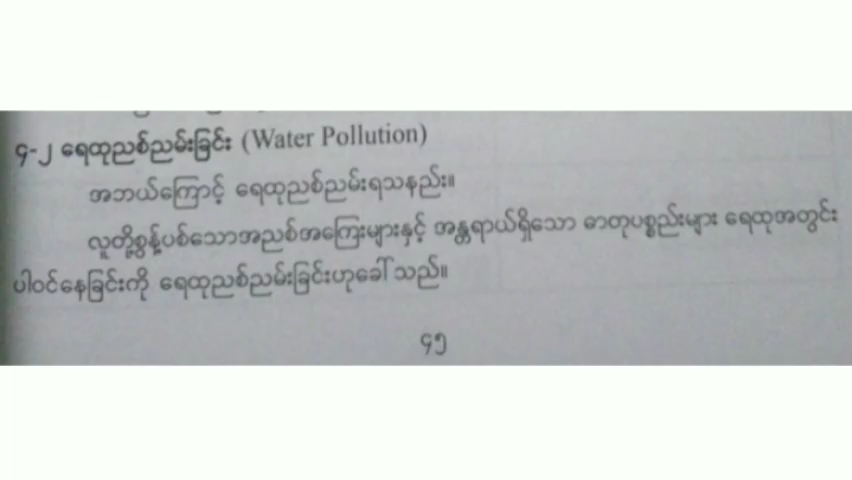 ၄-၂ ရေထုညစ်ညမ်းခြင်း (Water Pollution)
အဘယ်ကြောင့် ရေထုညစ်ညမ်းရသနည်း။
လူတို့စွန့်ပစ်သောအညစ်အကြေးများနှင့် အန္တရာယ်ရှိသော ဓာတုပစ္စည်းများ ရေထုအတွင်း
ပါဝင်နေခြင်းကို ရေထုညစ်ညမ်းခြင်းဟုခေါ်သည်။
၄၅